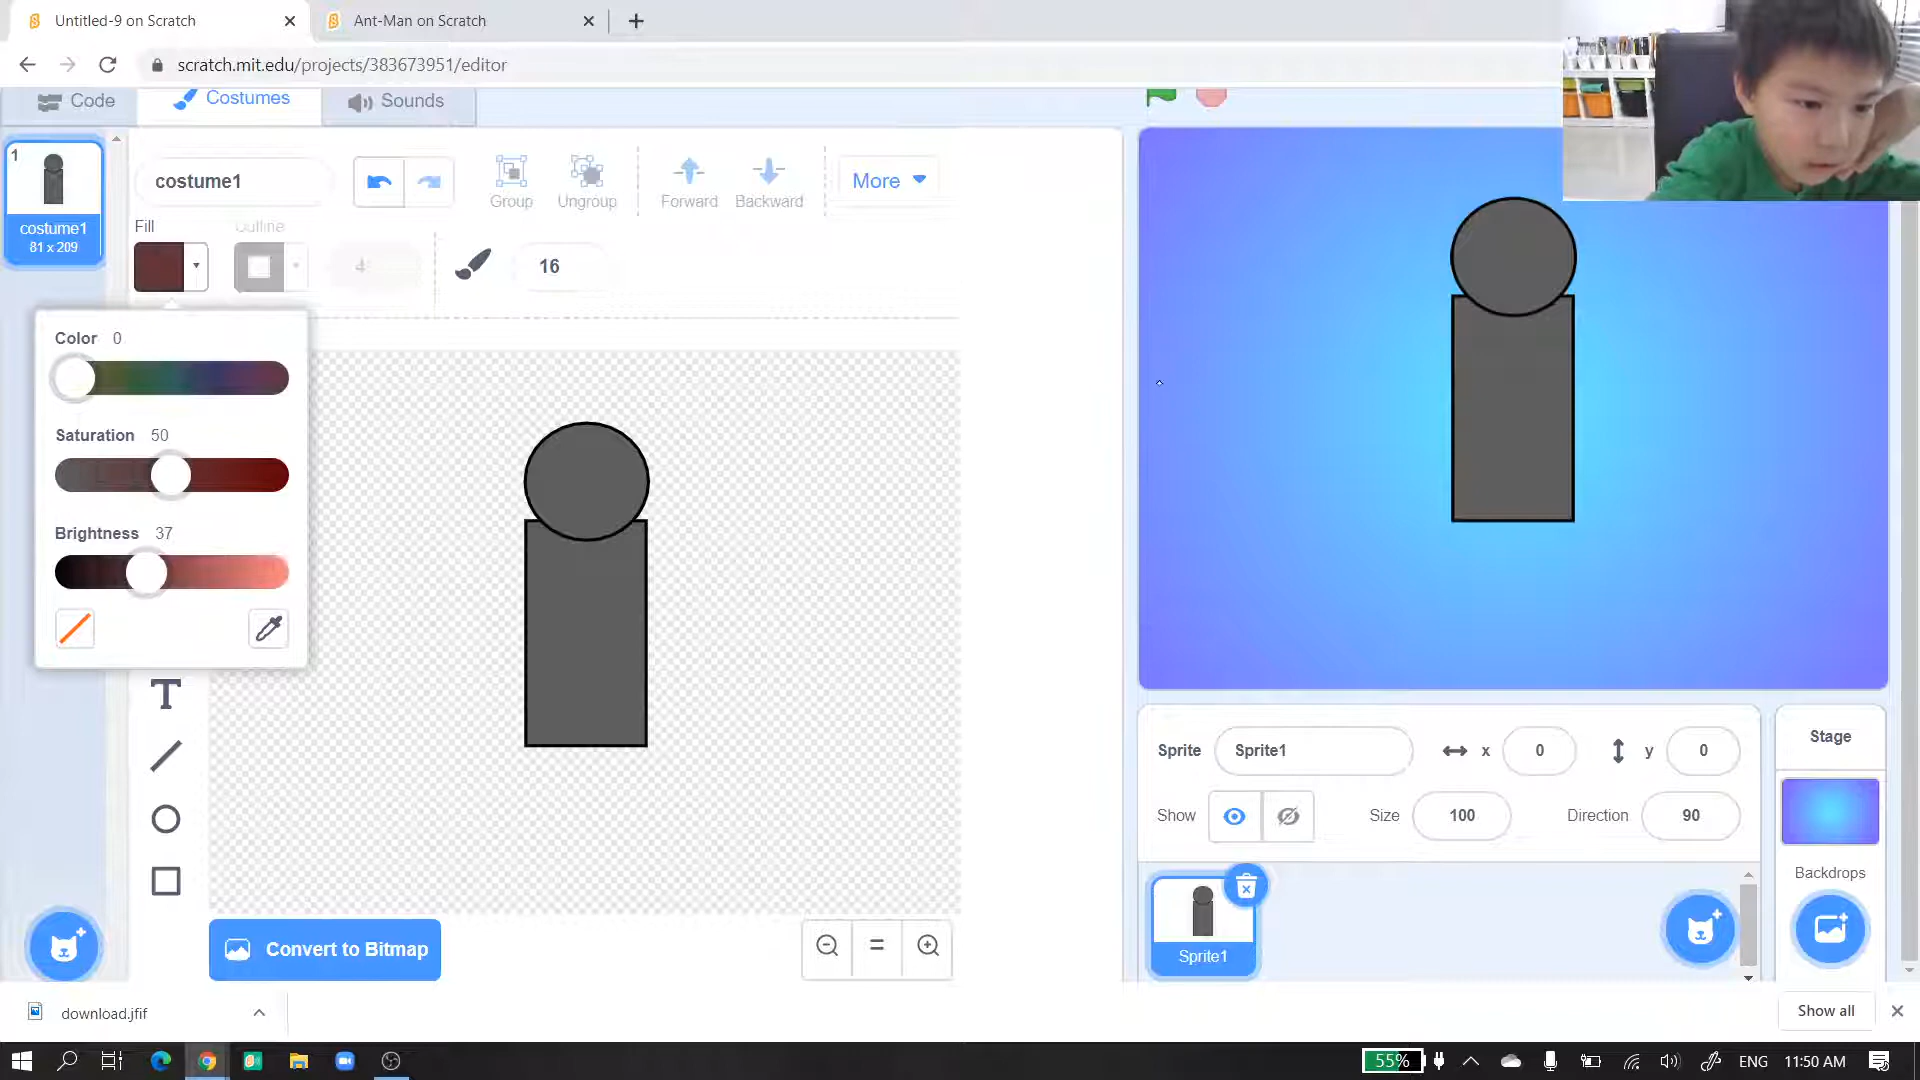 Untitled-9 on Scratch
Ant-Man on Scratch
scratch.mit.edu/projects/383673951/editor
Code
Costumes
Sounds
1
costume1
81 x 209
costume1
Group
Ungroup
Forward
Backward
More
Fill
Outline
4
16
Color 0
Saturation 50
Brightness 37
T
Convert to Bitmap
Sprite
Sprite1
x
0
y
0
Show
Size
100
Direction
90
Sprite1
Stage
Backdrops
download.jfif
Show all
55%
ENG
11:50 AM